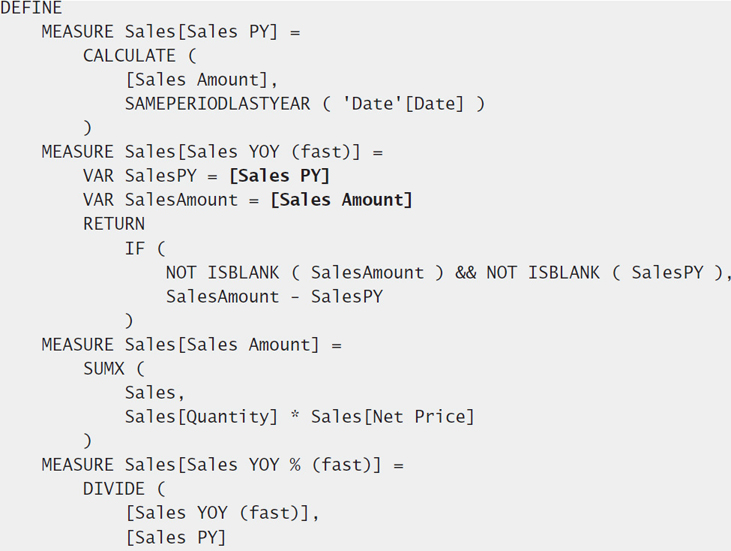 DEFINE
    MEASURE Sales[Sales PY] =
        CALCULATE (
            [Sales Amount],
            SAMEPERIODLASTYEAR ( 'Date'[Date] )
        )
    MEASURE Sales[Sales YOY (fast)] =
        VAR SalesPY = [Sales PY]
        VAR SalesAmount = [Sales Amount]
        RETURN
            IF (
                NOT ISBLANK ( SalesAmount ) && NOT ISBLANK ( SalesPY ),
                SalesAmount - SalesPY
            )
    MEASURE Sales[Sales Amount] =
        SUMX (
            Sales,
            Sales[Quantity] * Sales[Net Price]
        )
    MEASURE Sales[Sales YOY % (fast)] =
        DIVIDE (
            [Sales YOY (fast)],
            [Sales PY]